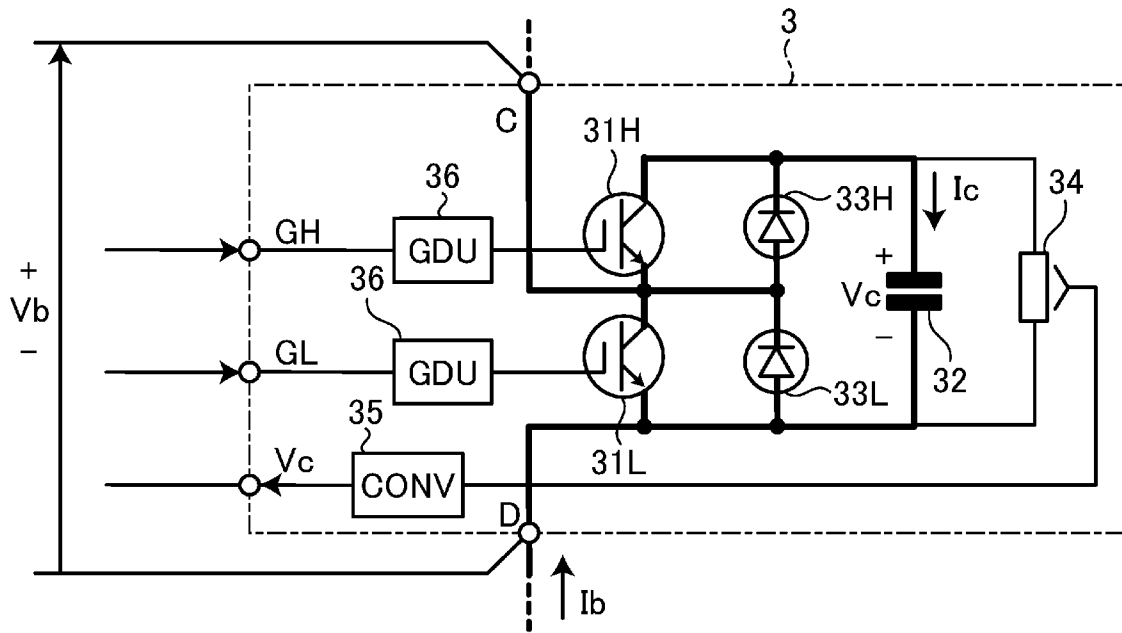 3
C
31H
36
33H
Ic
34
GH
GDU
+
Vb
−
36
+
Vc
−
GL
GDU
32
33L
35
31L
Vc
CONV
D
Ib